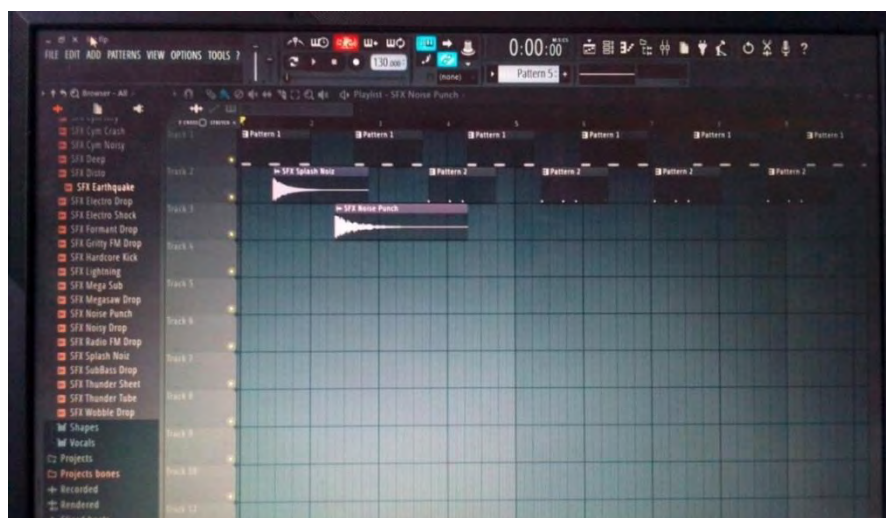 FILE EDIT ADD PATTERNS VIEW OPTIONS TOOLS ?
130.000
0:00:00
M:S:CS
(none)
Pattern 5
Browser - All
Playlist - SFX Noise Punch
Track 1
Pattern 1
Pattern 1
Pattern 1
Pattern 1
Pattern 1
Pattern 1
Track 2
SFX Splash Noiz
Pattern 2
Pattern 2
Pattern 2
Pattern 2
Track 3
SFX Noise Punch
Track 4
Track 5
Track 6
Track 7
Track 8
Track 9
Track 10
SFX Cym Crash
SFX Cym Noisy
SFX Deep
SFX Disto
SFX Earthquake
SFX Electro Drop
SFX Electro Shock
SFX Formant Drop
SFX Gritty FM Drop
SFX Hardcore Kick
SFX Lightning
SFX Mega Sub
SFX Megasaw Drop
SFX Noise Punch
SFX Noisy Drop
SFX Radio FM Drop
SFX Splash Noiz
SFX SubBass Drop
SFX Thunder Sheet
SFX Thunder Tube
SFX Wobble Drop
Shapes
Vocals
Projects
Projects bones
Recorded
Rendered